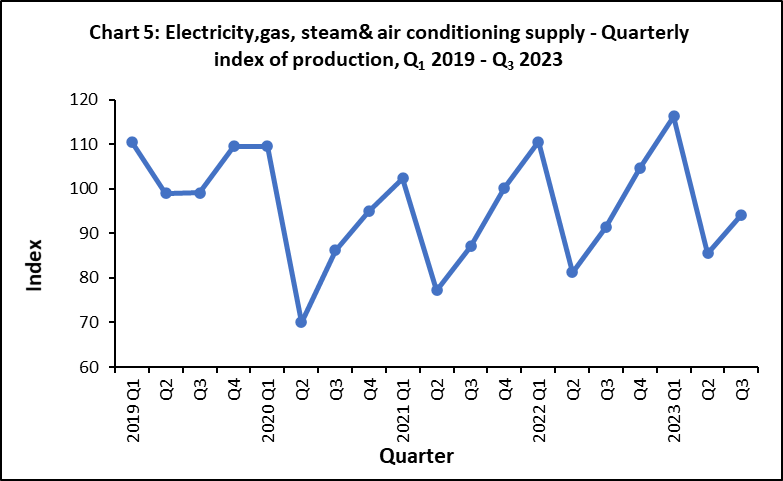 Chart 5: Electricity,gas, steam& air conditioning supply - Quarterly
index of production, Q1 2019 - Q3 2023
120
110
100
90
80
70
60
Index
2019 Q1
Q2
Q3
Q4
2020 Q1
Q2
Q3
Q4
2021 Q1
Q2
Q3
Q4
2022 Q1
Q2
Q3
Q4
2023 Q1
Q2
Q3
Quarter